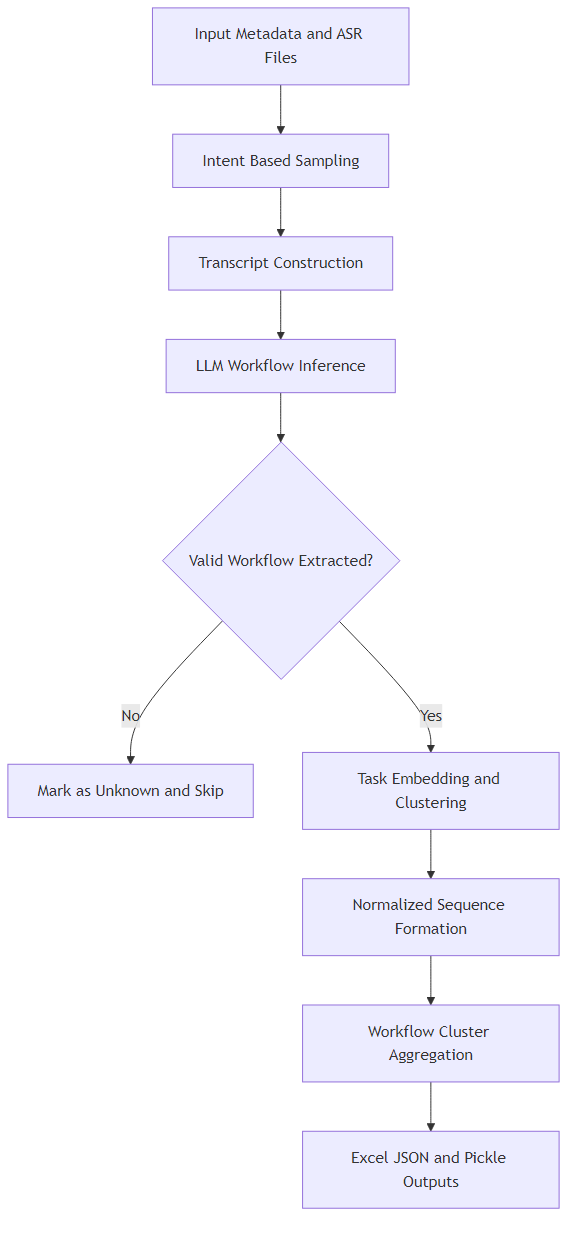 Input Metadata and ASR
Files
Intent Based Sampling
Transcript Construction
LLM Workflow Inference
Valid Workflow Extracted?
No
Yes
Mark as Unknown and Skip
Task Embedding and
Clustering
Normalized Sequence
Formation
Workflow Cluster
Aggregation
Excel JSON and Pickle
Outputs